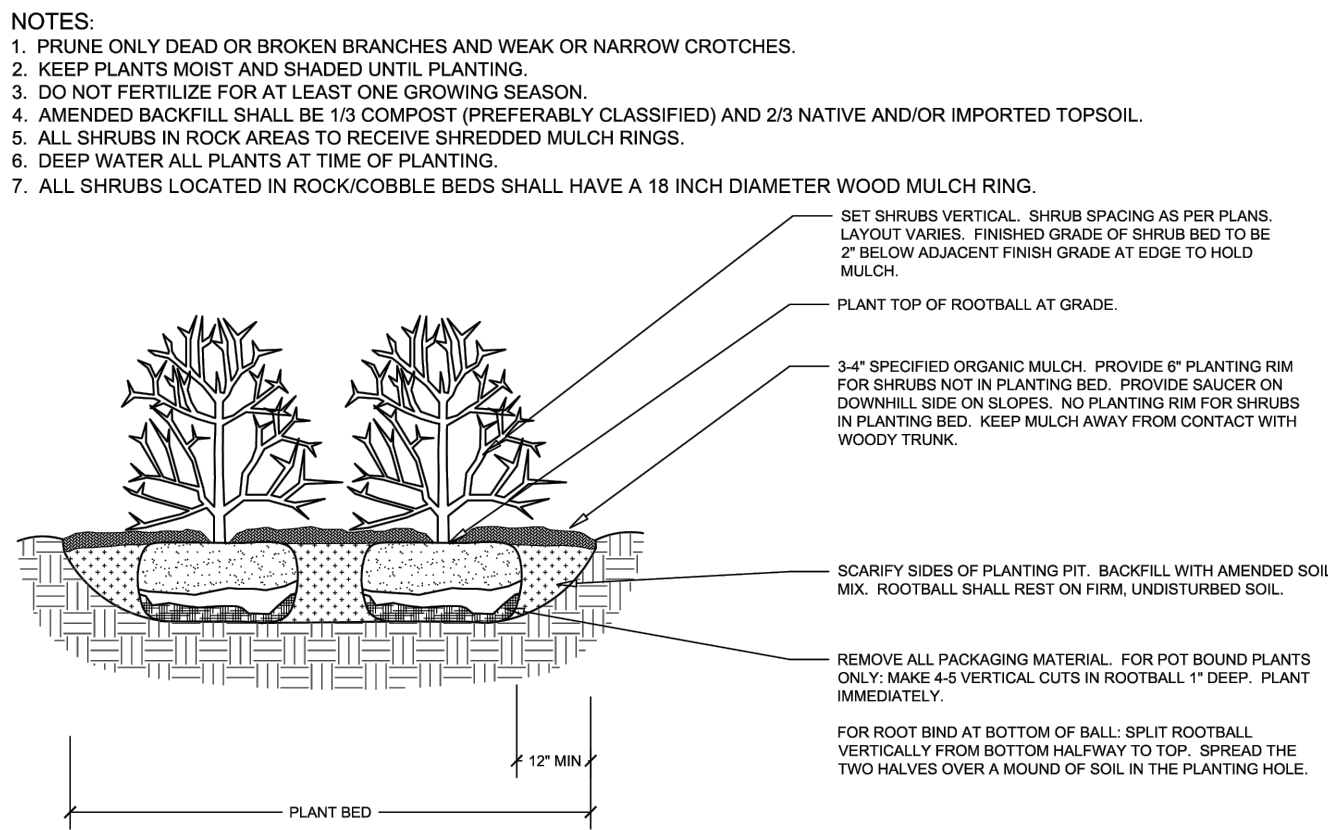 NOTES:
1. PRUNE ONLY DEAD OR BROKEN BRANCHES AND WEAK OR NARROW CROTCHES.
2. KEEP PLANTS MOIST AND SHADED UNTIL PLANTING.
3. DO NOT FERTILIZE FOR AT LEAST ONE GROWING SEASON.
4. AMENDED BACKFILL SHALL BE 1/3 COMPOST (PREFERABLY CLASSIFIED) AND 2/3 NATIVE AND/OR IMPORTED TOPSOIL.
5. ALL SHRUBS IN ROCK AREAS TO RECEIVE SHREDDED MULCH RINGS.
6. DEEP WATER ALL PLANTS AT TIME OF PLANTING.
7. ALL SHRUBS LOCATED IN ROCK/COBBLE BEDS SHALL HAVE A 18 INCH DIAMETER WOOD MULCH RING.
SET SHRUBS VERTICAL. SHRUB SPACING AS PER PLANS.
LAYOUT VARIES. FINISHED GRADE OF SHRUB BED TO BE
2" BELOW ADJACENT FINISH GRADE AT EDGE TO HOLD
MULCH.
PLANT TOP OF ROOTBALL AT GRADE.
3-4" SPECIFIED ORGANIC MULCH. PROVIDE 6" PLANTING RIM
FOR SHRUBS NOT IN PLANTING BED. PROVIDE SAUCER ON
DOWNHILL SIDE ON SLOPES. NO PLANTING RIM FOR SHRUBS
IN PLANTING BED. KEEP MULCH AWAY FROM CONTACT WITH
WOODY TRUNK.
SCARIFY SIDES OF PLANTING PIT. BACKFILL WITH AMENDED SOIL
MIX. ROOTBALL SHALL REST ON FIRM, UNDISTURBED SOIL.
REMOVE ALL PACKAGING MATERIAL. FOR POT BOUND PLANTS
ONLY: MAKE 4-5 VERTICAL CUTS IN ROOTBALL 1" DEEP. PLANT
IMMEDIATELY.
FOR ROOT BIND AT BOTTOM OF BALL: SPLIT ROOTBALL
VERTICALLY FROM BOTTOM HALFWAY TO TOP. SPREAD THE
TWO HALVES OVER A MOUND OF SOIL IN THE PLANTING HOLE.
12" MIN
PLANT BED